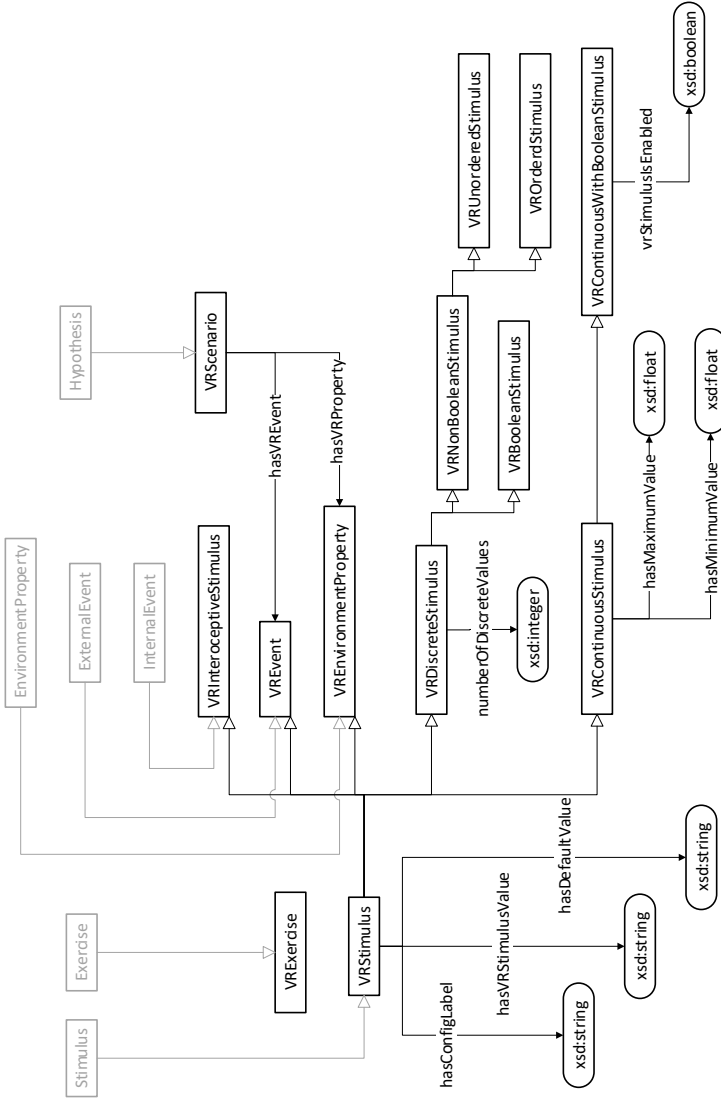 Stimulus
Exercise
EnvironmentProperty
ExternalEvent
InternalEvent
Hypothesis
VRExercise
VRStimulus
VRInteroceptiveStimulus
VREvent
VREnvironmentProperty
VRScenario
hasVREvent
hasVRProperty
hasConfigLabel
xsd:string
hasVRStimulusValue
xsd:string
hasDefaultValue
xsd:string
VRDiscreteStimulus
numberOfDiscreteValues
xsd:integer
VRNonBooleanStimulus
VRBooleanStimulus
VRUnorderedStimulus
VROrderdStimulus
VRContinuousStimulus
hasMaximumValue
xsd:float
hasMinimumValue
xsd:float
VRContinuousWithBooleanStimulus
vrStimulusIsEnabled
xsd:boolean